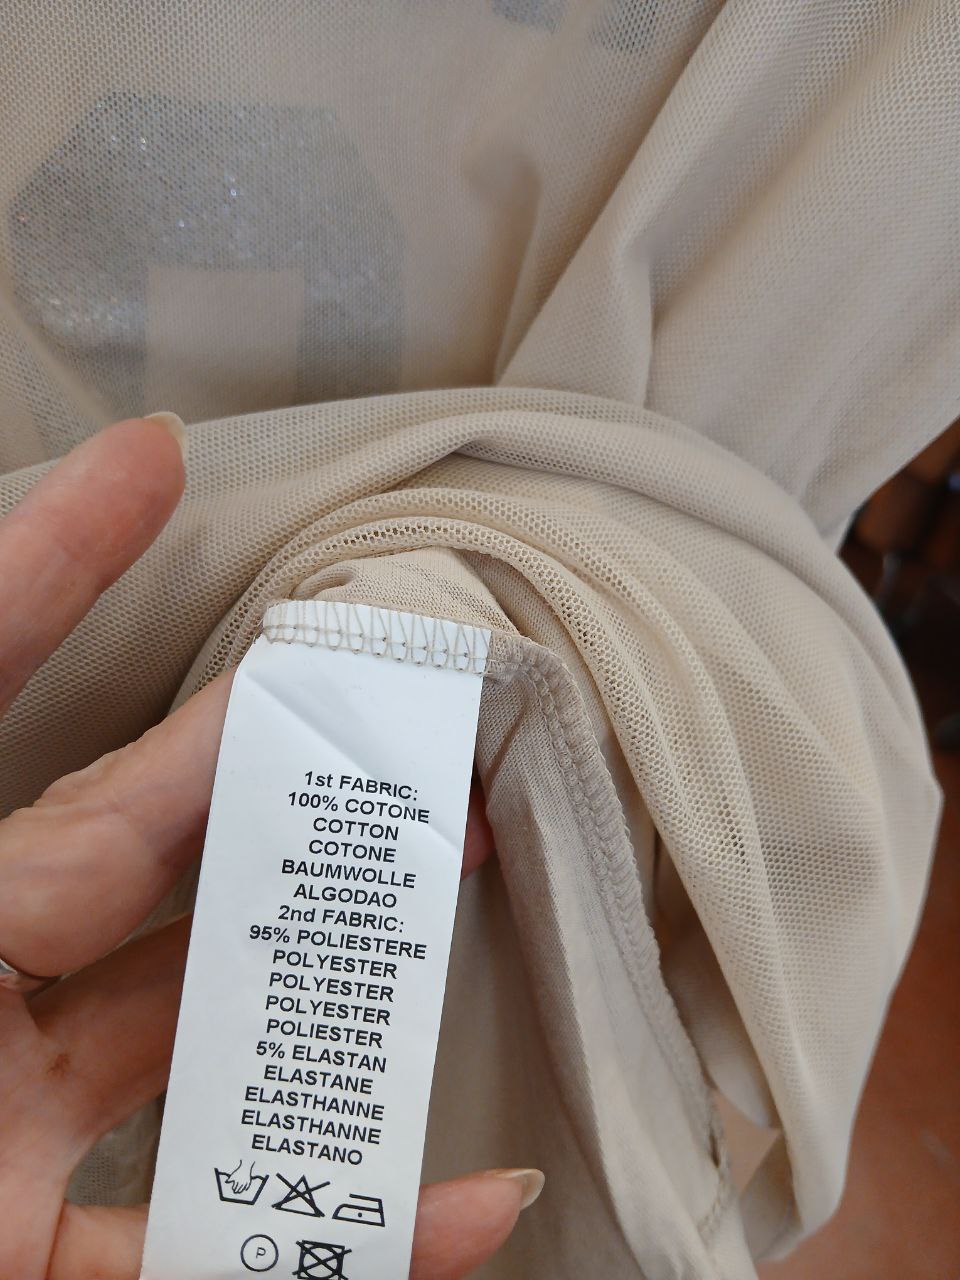 1st FABRIC:
100% COTONE
COTTON
COTONE
BAUMWOLLE
ALGODAO
2nd FABRIC:
95% POLIESTERE
POLYESTER
POLYESTER
POLYESTER
POLIESTER
5% ELASTAN
ELASTANE
ELASTHANNE
ELASTHANNE
ELASTANO
P